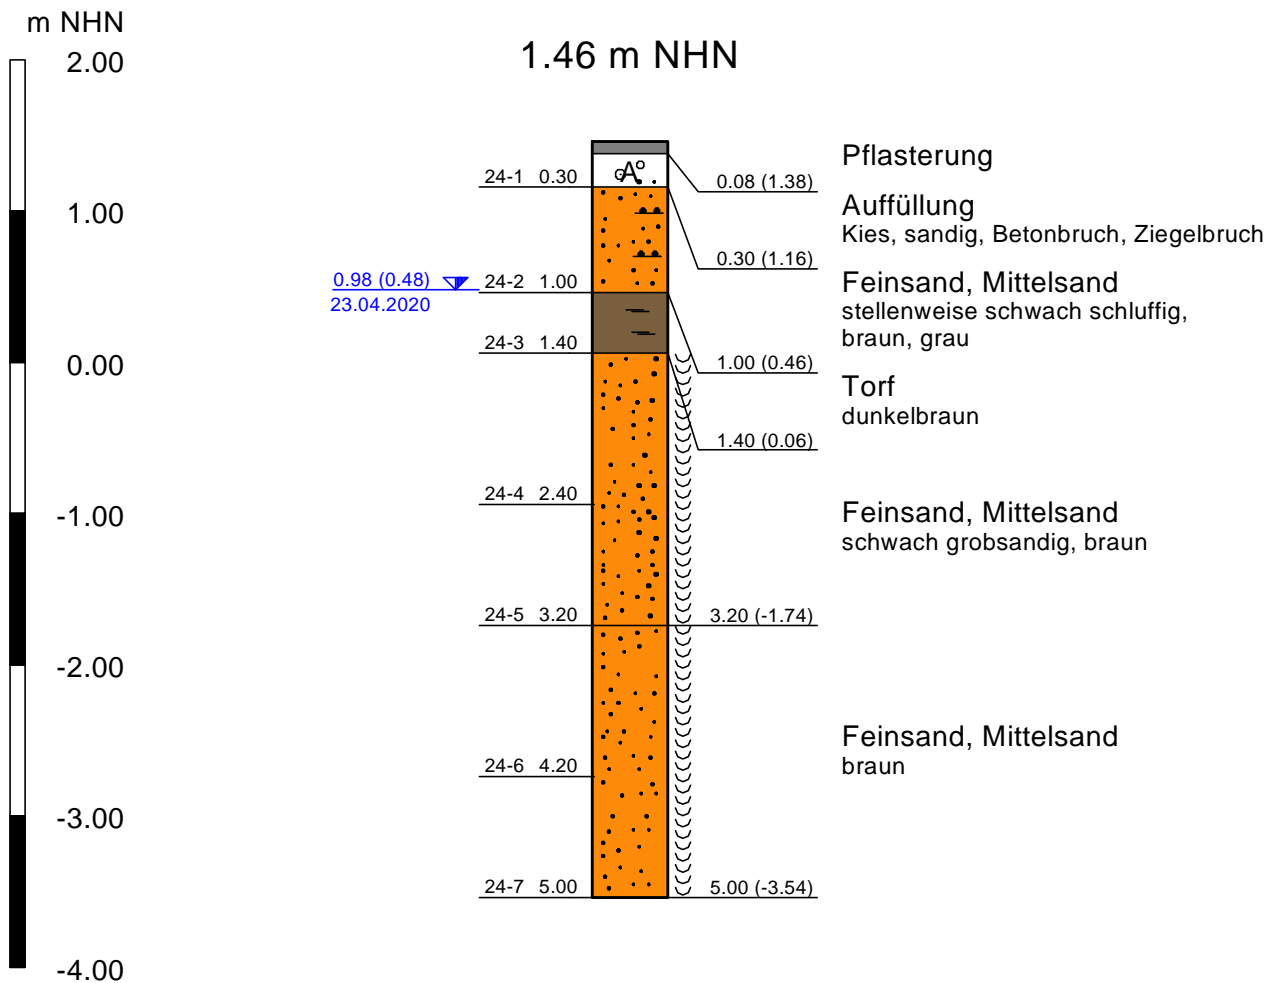 m NHN
1.46 m NHN
2.00
1.00
0.00
-1.00
-2.00
-3.00
-4.00
0.98 (0.48)
23.04.2020
24-1 0.30
24-2 1.00
24-3 1.40
24-4 2.40
24-5 3.20
24-6 4.20
24-7 5.00
A
0.08 (1.38)
0.30 (1.16)
1.00 (0.46)
1.40 (0.06)
3.20 (-1.74)
5.00 (-3.54)
Pflasterung
Auffüllung
Kies, sandig, Betonbruch, Ziegelbruch
Feinsand, Mittelsand
stellenweise schwach schluffig,
braun, grau
Torf
dunkelbraun
Feinsand, Mittelsand
schwach grobsandig, braun
Feinsand, Mittelsand
braun